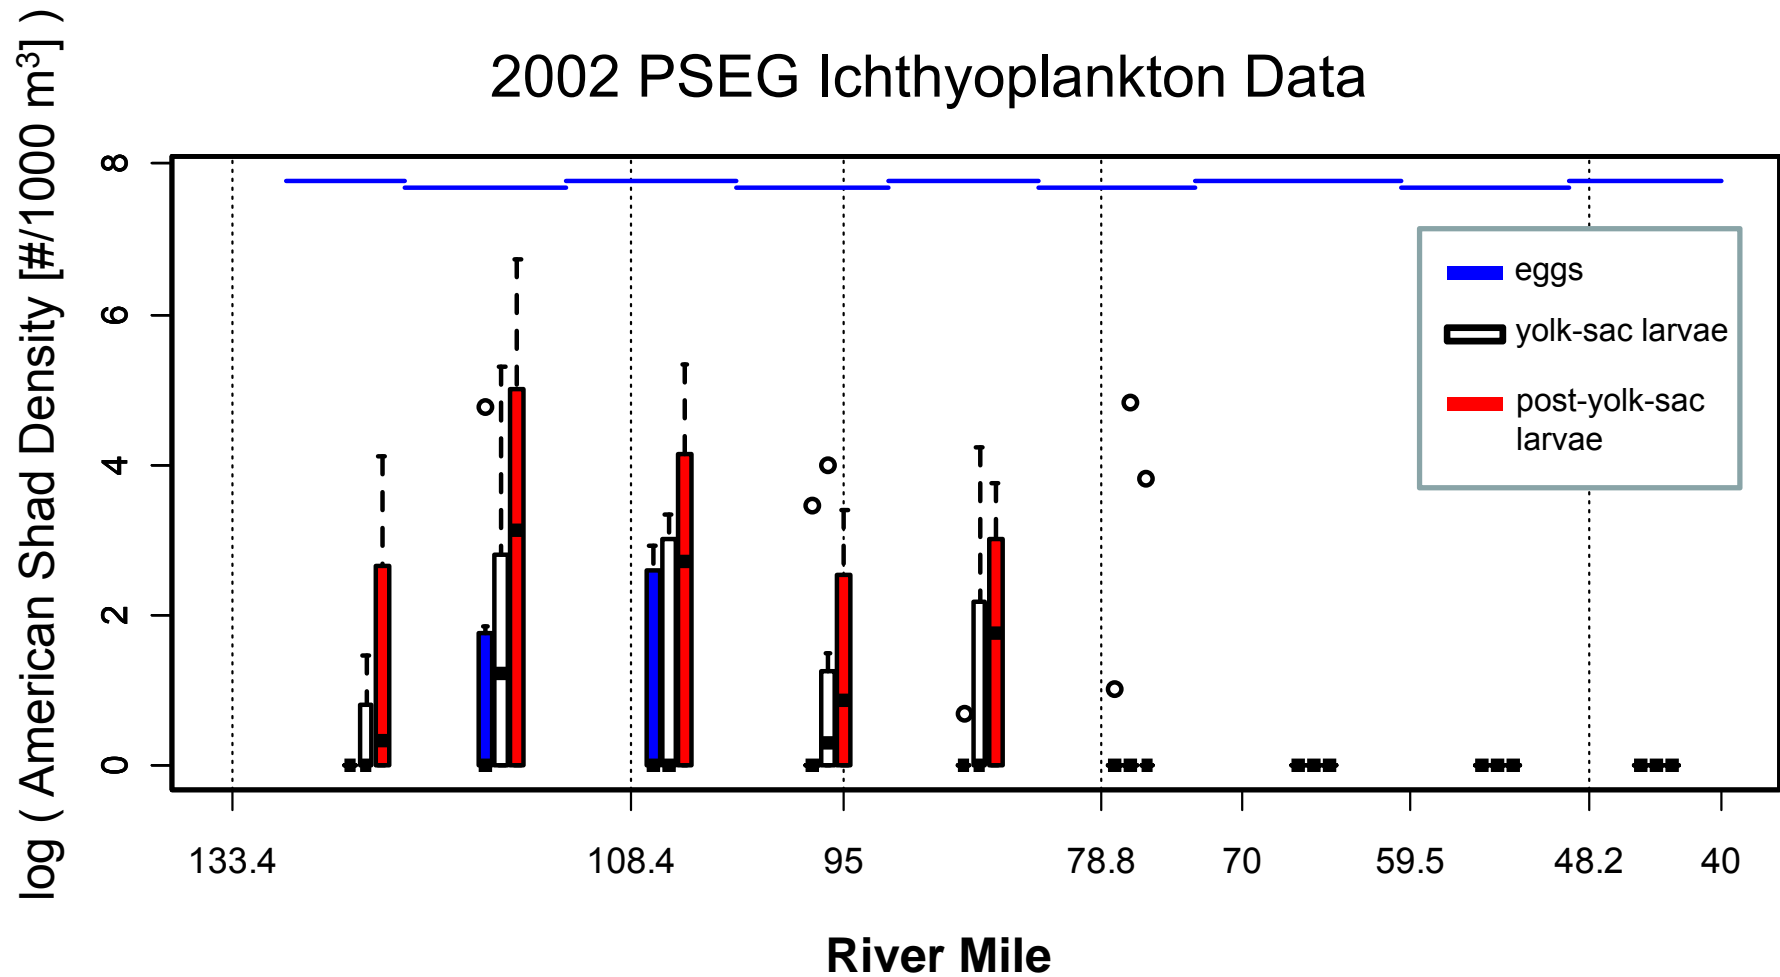 2002 PSEG Ichthyoplankton Data
log ( American Shad Density [#/1000 m³] )
8
6
4
2
0
eggs
yolk-sac larvae
post-yolk-sac
larvae
133.4 108.4 95 78.8 70 59.5 48.2 40
River Mile